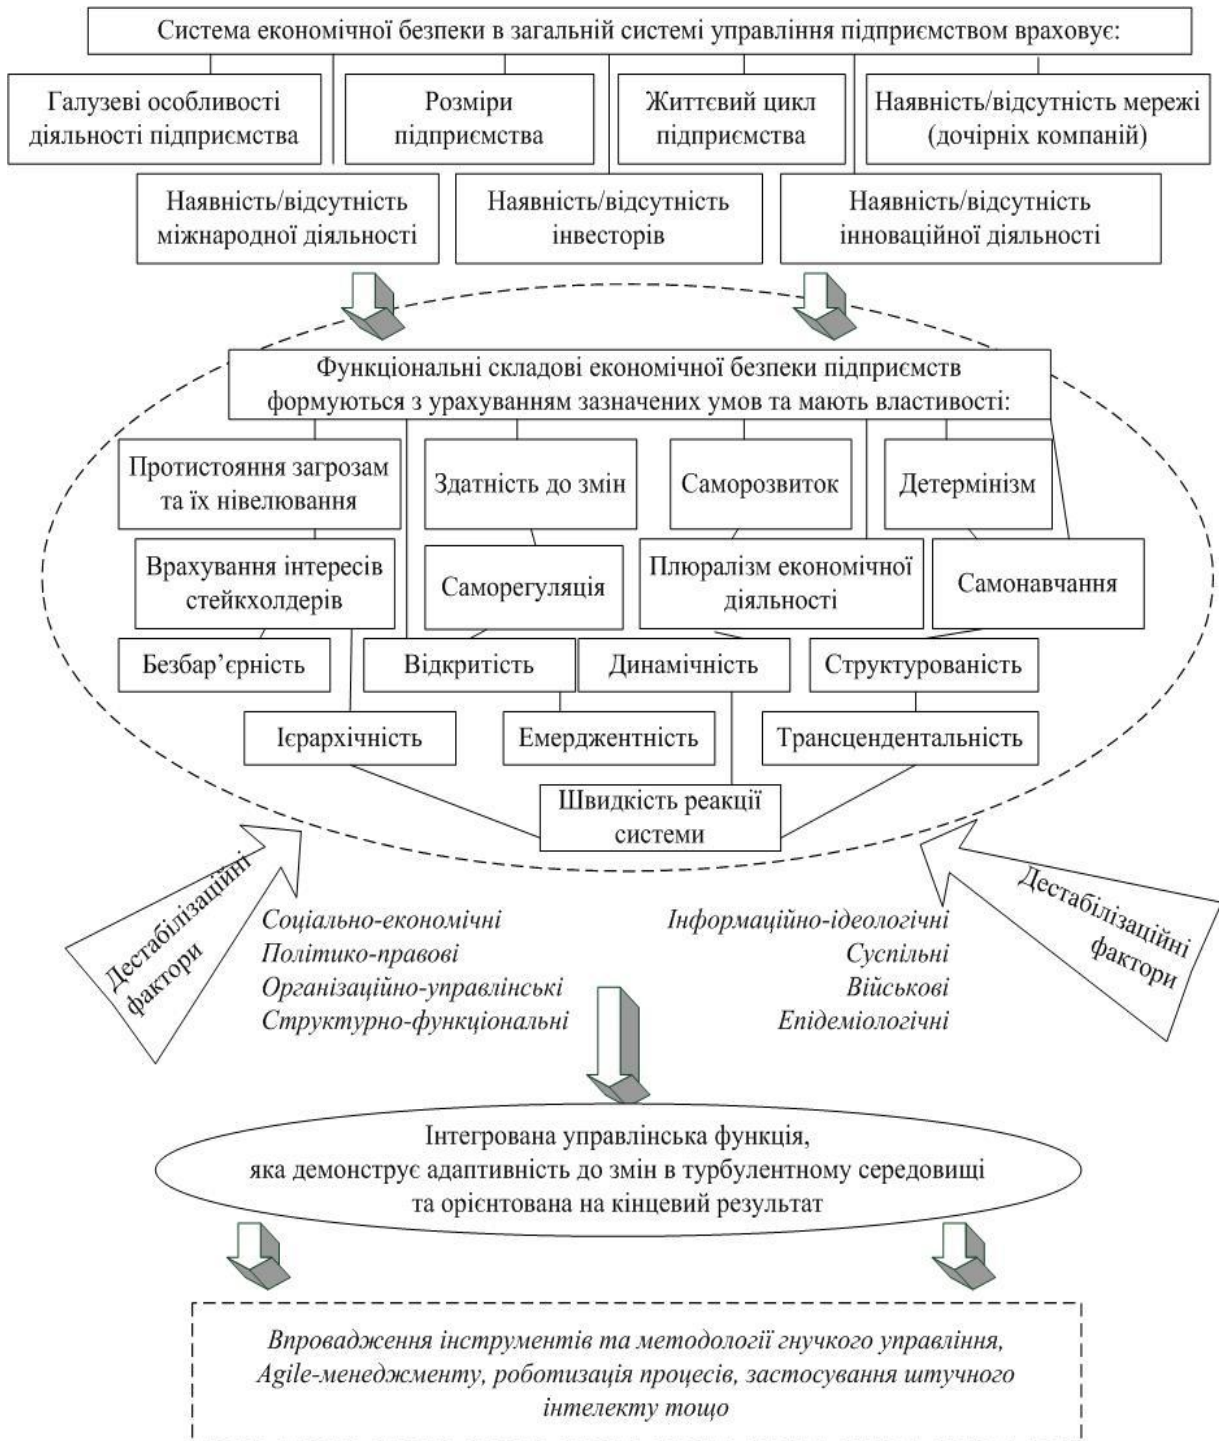 Система економічної безпеки в загальній системі управління підприємством враховує:
Галузеві особливості
діяльності підприємства
Розміри
підприємства
Життєвий цикл
підприємства
Наявність/відсутність мережі
(дочірніх компаній)
Наявність/відсутність
міжнародної діяльності
Наявність/відсутність
інвесторів
Наявність/відсутність
інноваційної діяльності
Функціональні складові економічної безпеки підприємств
формуються з урахуванням зазначених умов та мають властивості:
Протистояння загрозам
та їх нівелювання
Здатність до змін
Саморозвиток
Детермінізм
Врахування інтересів
стейкхолдерів
Саморегуляція
Плюралізм економічної
діяльності
Самонавчання
Безбар’єрність
Відкритість
Динамічність
Структурованість
Ієрархічність
Емерджентність
Трансцендентальність
Швидкість реакції
системи
Дестабілізаційні
фактори
Соціально-економічні
Політико-правові
Організаційно-управлінські
Структурно-функціональні
Інформаційно-ідеологічні
Суспільні
Військові
Епідеміологічні
Дестабілізаційні
фактори
Інтегрована управлінська функція,
яка демонструє адаптивність до змін в турбулентному середовищі
та орієнтована на кінцевий результат
Впровадження інструментів та методології гнучкого управління,
Agile-менеджменту, роботизація процесів, застосування штучного
інтелекту тощо